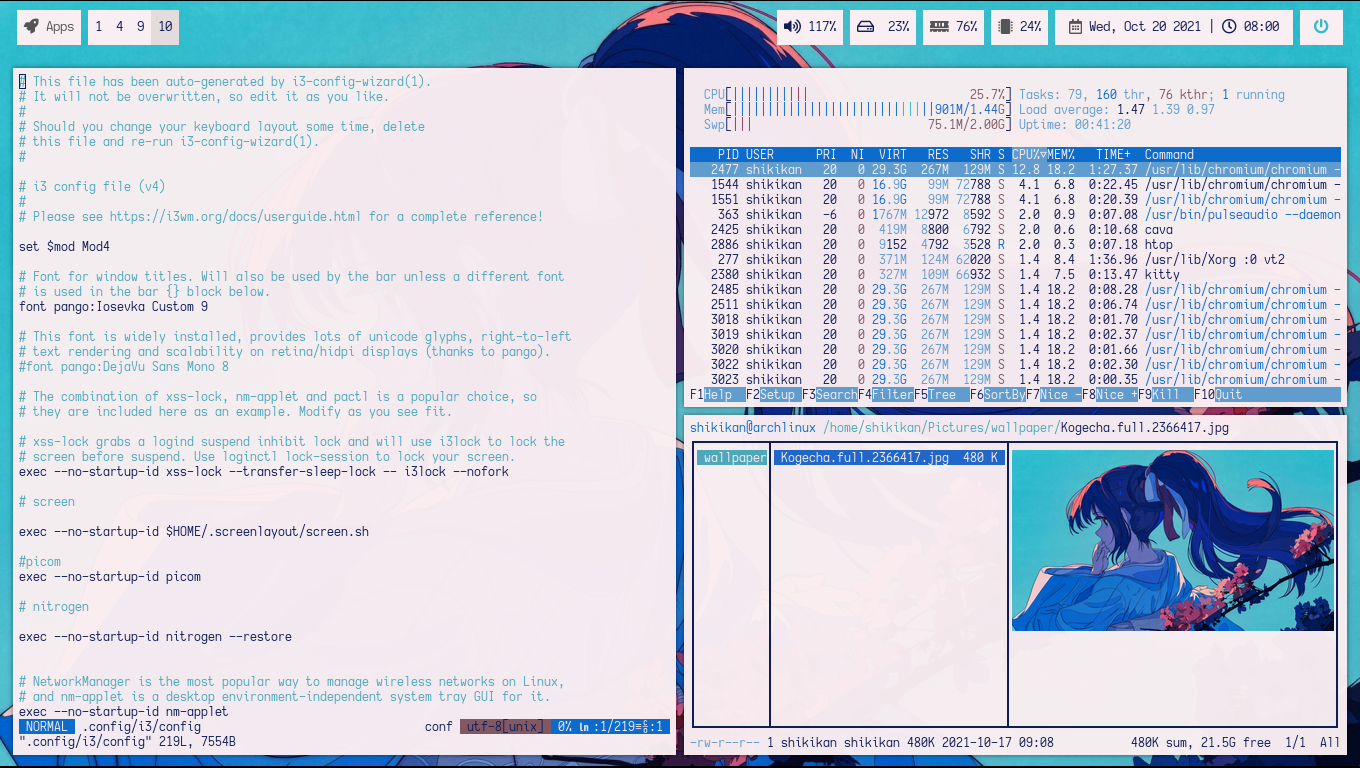 Apps 1 4 9 10 117% 23% 76% 24% Wed, Oct 20 2021 | 08:00
# This file has been auto-generated by i3-config-wizard(1).
# It will not be overwritten, so edit it as you like.
#
# Should you change your keyboard layout some time, delete
# this file and re-run i3-config-wizard(1).
#
# i3 config file (v4)
#
# Please see https://i3wm.org/docs/userguide.html for a complete reference!
set $mod Mod4
# Font for window titles. Will also be used by the bar unless a different font
# is used in the bar {} block below.
font pango:Iosevka Custom 9
# This font is widely installed, provides lots of unicode glyphs, right-to-left
# text rendering and scalability on retina/hidpi displays (thanks to pango).
#font pango:DejaVu Sans Mono 8
# The combination of xss-lock, nm-applet and pactl is a popular choice, so
# they are included here as an example. Modify as you see fit.
# xss-lock grabs a logind suspend inhibit lock and will use i3lock to lock the
# screen before suspend. Use loginctl lock-session to lock your screen.
exec --no-startup-id xss-lock --transfer-sleep-lock -- i3lock --nofork
# screen
exec --no-startup-id $HOME/.screenlayout/screen.sh
#picom
exec --no-startup-id picom
# nitrogen
exec --no-startup-id nitrogen --restore
# NetworkManager is the most popular way to manage wireless networks on Linux,
# and nm-applet is a desktop environment-independent system tray GUI for it.
exec --no-startup-id nm-applet
NORMAL .config/i3/config conf utf-8[unix] 0% ln :1/219≡:1
".config/i3/config" 219L, 7554B
CPU[||||||||||| 25.7%] Tasks: 79, 160 thr, 76 kthr; 1 running
Mem[|||||||||||||||||||||||||||||901M/1.44G] Load average: 1.47 1.39 0.97
Swp[||| 75.1M/2.00G] Uptime: 00:41:20
PID USER PRI NI VIRT RES SHR S CPU%▽MEM% TIME+ Command
2477 shikikan 20 0 29.3G 267M 129M S 12.8 18.2 1:27.37 /usr/lib/chromium/chromium -
1544 shikikan 20 0 16.9G 99M 72788 S 4.1 6.8 0:22.45 /usr/lib/chromium/chromium -
1551 shikikan 20 0 16.9G 99M 72788 S 4.1 6.8 0:20.39 /usr/lib/chromium/chromium -
363 shikikan -6 0 1767M 12972 8592 S 2.0 0.9 0:07.08 /usr/bin/pulseaudio --daemon
2425 shikikan 20 0 419M 8800 6792 S 2.0 0.6 0:10.68 cava
2886 shikikan 20 0 9152 4792 3528 R 2.0 0.3 0:07.18 htop
277 shikikan 20 0 371M 124M 62020 S 1.4 8.4 1:36.96 /usr/lib/Xorg :0 vt2
2380 shikikan 20 0 327M 109M 66932 S 1.4 7.5 0:13.47 kitty
2485 shikikan 20 0 29.3G 267M 129M S 1.4 18.2 0:08.28 /usr/lib/chromium/chromium -
2511 shikikan 20 0 29.3G 267M 129M S 1.4 18.2 0:06.74 /usr/lib/chromium/chromium -
3018 shikikan 20 0 29.3G 267M 129M S 1.4 18.2 0:01.70 /usr/lib/chromium/chromium -
3019 shikikan 20 0 29.3G 267M 129M S 1.4 18.2 0:02.37 /usr/lib/chromium/chromium -
3020 shikikan 20 0 29.3G 267M 129M S 1.4 18.2 0:01.66 /usr/lib/chromium/chromium -
3022 shikikan 20 0 29.3G 267M 129M S 1.4 18.2 0:02.30 /usr/lib/chromium/chromium -
3023 shikikan 20 0 29.3G 267M 129M S 1.4 18.2 0:00.35 /usr/lib/chromium/chromium -
F1Help F2Setup F3SearchF4FilterF5Tree F6SortByF7Nice -F8Nice +F9Kill F10Quit
shikikan@archlinux /home/shikikan/Pictures/wallpaper/Kogecha.full.2366417.jpg
wallpaper Kogecha.full.2366417.jpg 480 K
-rw-r--r-- 1 shikikan shikikan 480K 2021-10-17 09:08 480K sum, 21.5G free 1/1 All